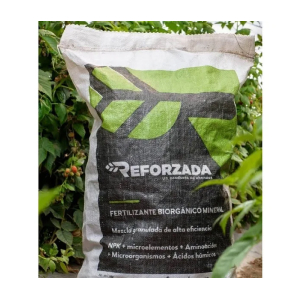 REFORZADA
FERTILIZANTE BIORGÁNICO MINERAL
Mezcla granulada de alta eficiencia
NPK + microelementos + Aminoácidos
+ Microorganismos + Ácidos húmicos